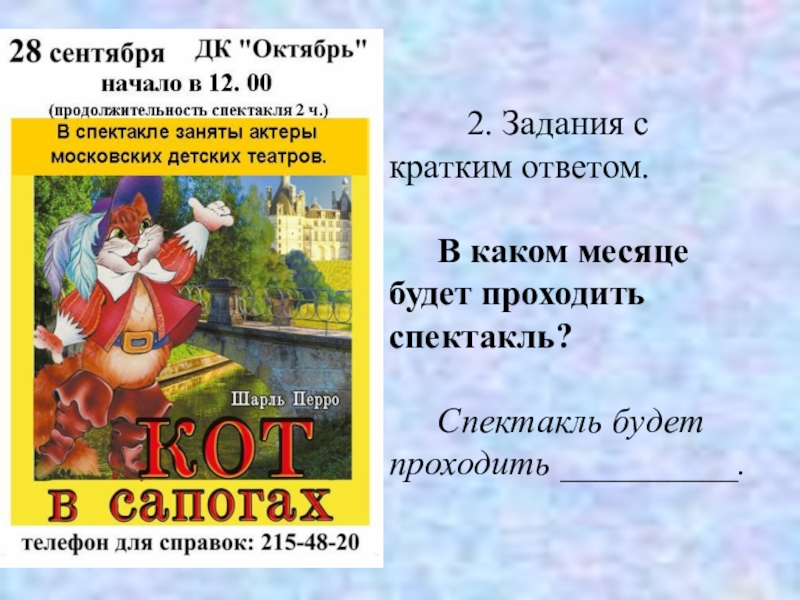 28 сентября ДК "Октябрь"
начало в 12. 00
(продолжительность спектакля 2 ч.)
В спектакле заняты актеры
московских детских театров.
Шарль Перро
КОТ
в сапогах
телефон для справок: 215-48-20
2. Задания с
кратким ответом.
В каком месяце
будет проходить
спектакль?
Спектакль будет
проходить __________.